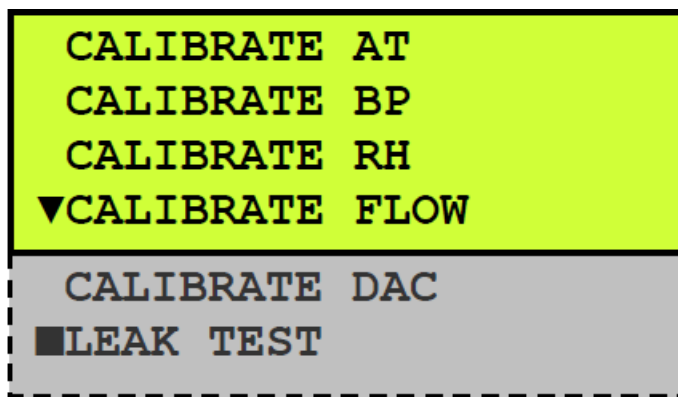 CALIBRATE AT
CALIBRATE BP
CALIBRATE RH
▼CALIBRATE FLOW
CALIBRATE DAC
■LEAK TEST